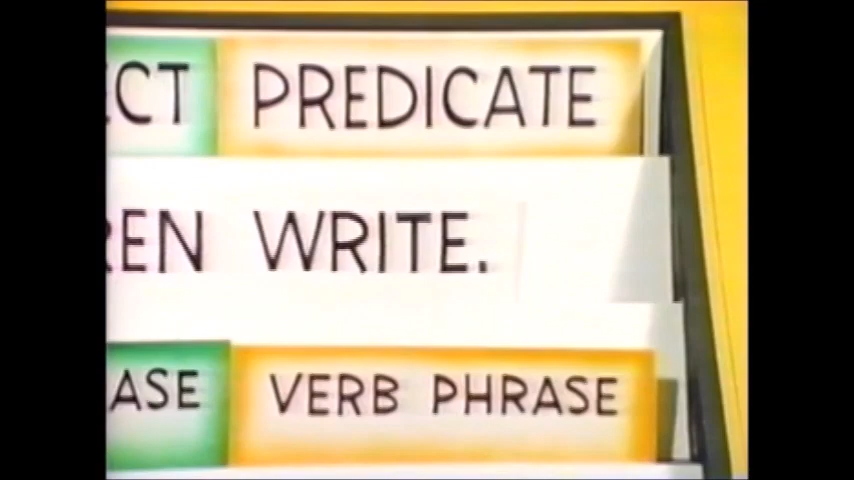 ECT PREDICATE
REN WRITE.
ASE VERB PHRASE